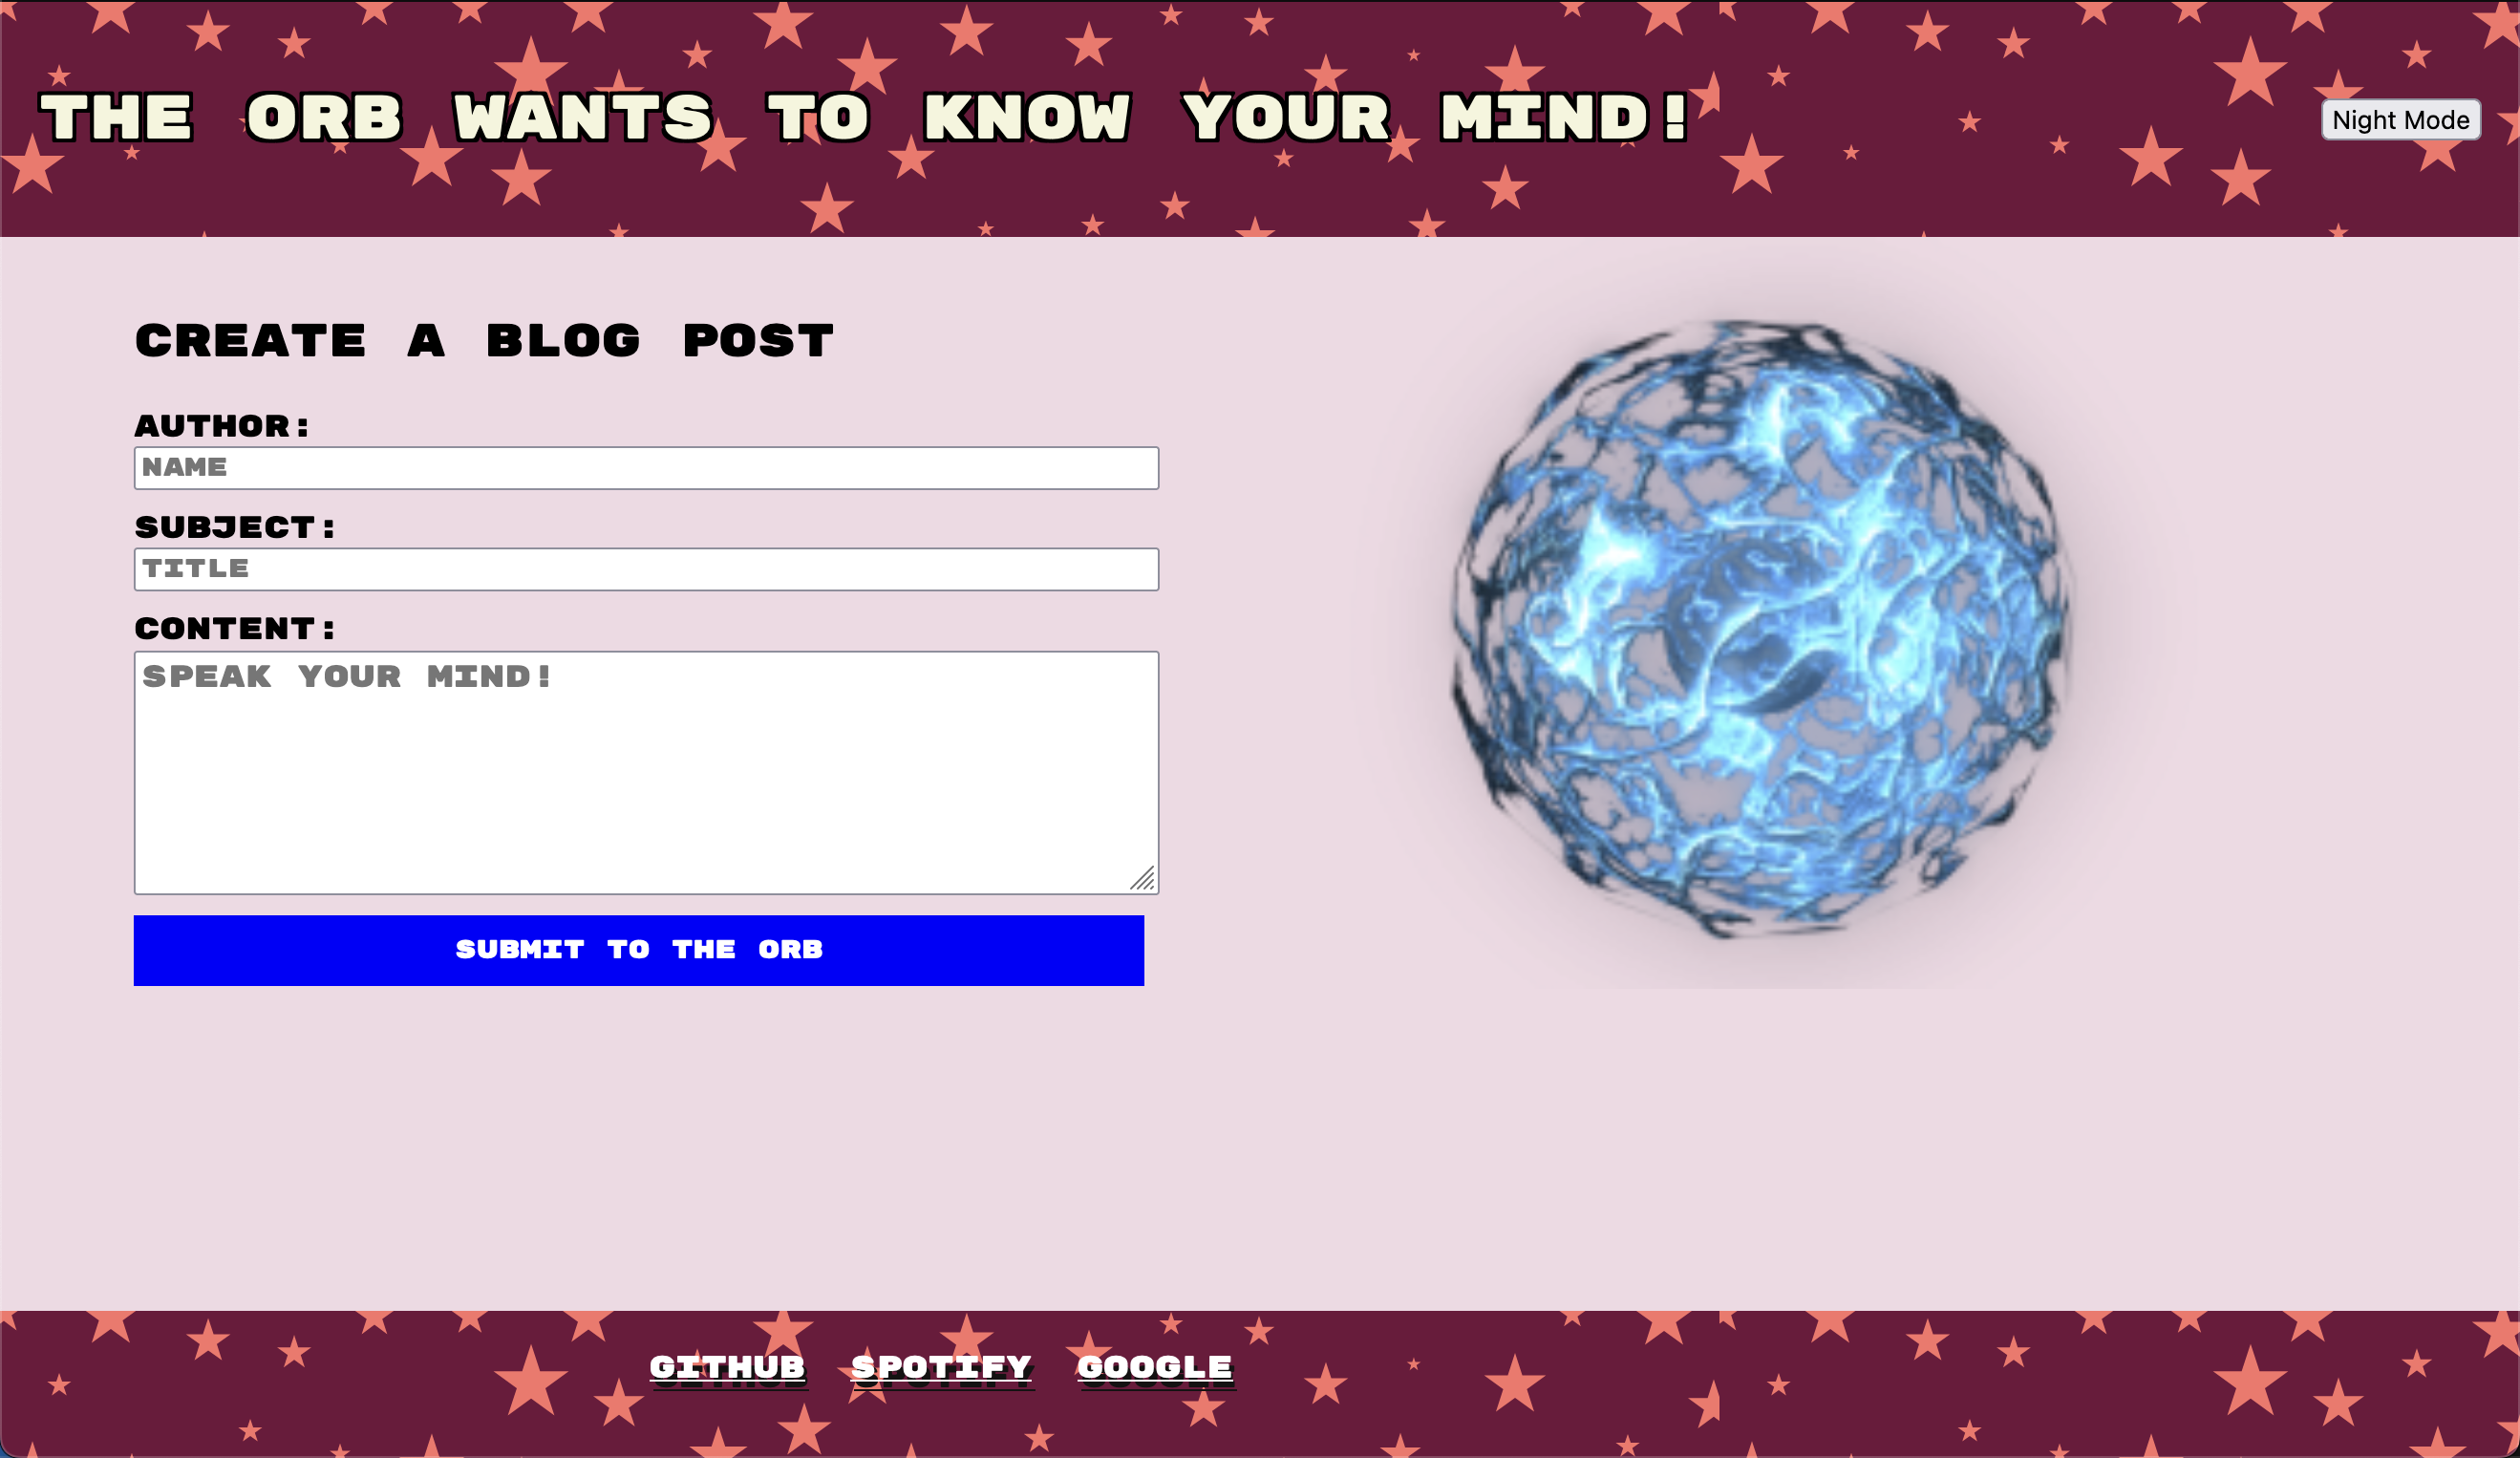 THE ORB WANTS TO KNOW YOUR MIND!
Night Mode
CREATE A BLOG POST
AUTHOR:
NAME
SUBJECT:
TITLE
CONTENT:
SPEAK YOUR MIND!
SUBMIT TO THE ORB
GITHUB SPOTIFY GOOGLE